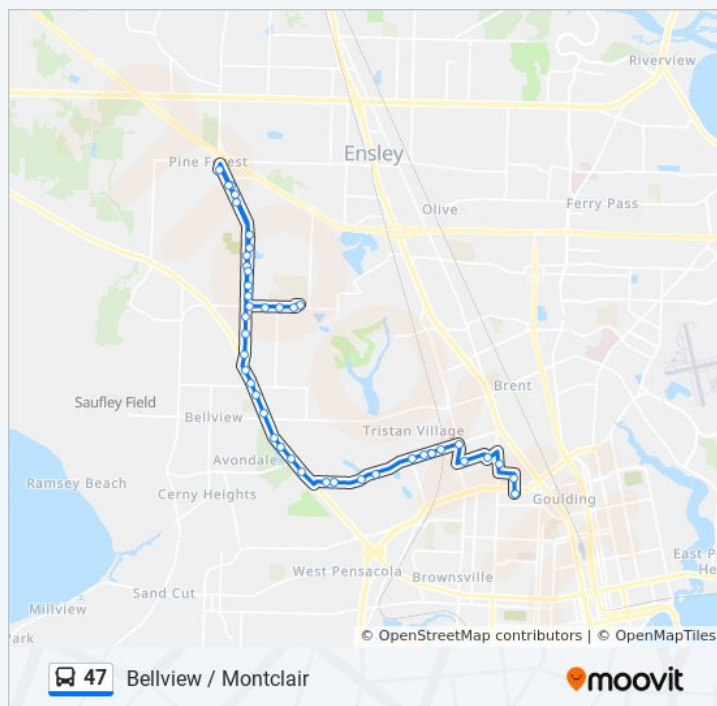 Riverview
Ensley
Pine Forest
Olive
Ferry Pass
Brent
Saufley Field
Bellview
Tristan Village
Avondale
Ramsey Beach
Cerny Heights
Goulding
West Pensacola
Brownsville
East P
He
Sand Cut
Millview
Park
© OpenStreetMap contributors | © OpenMapTiles
47 Bellview / Montclair
moovit